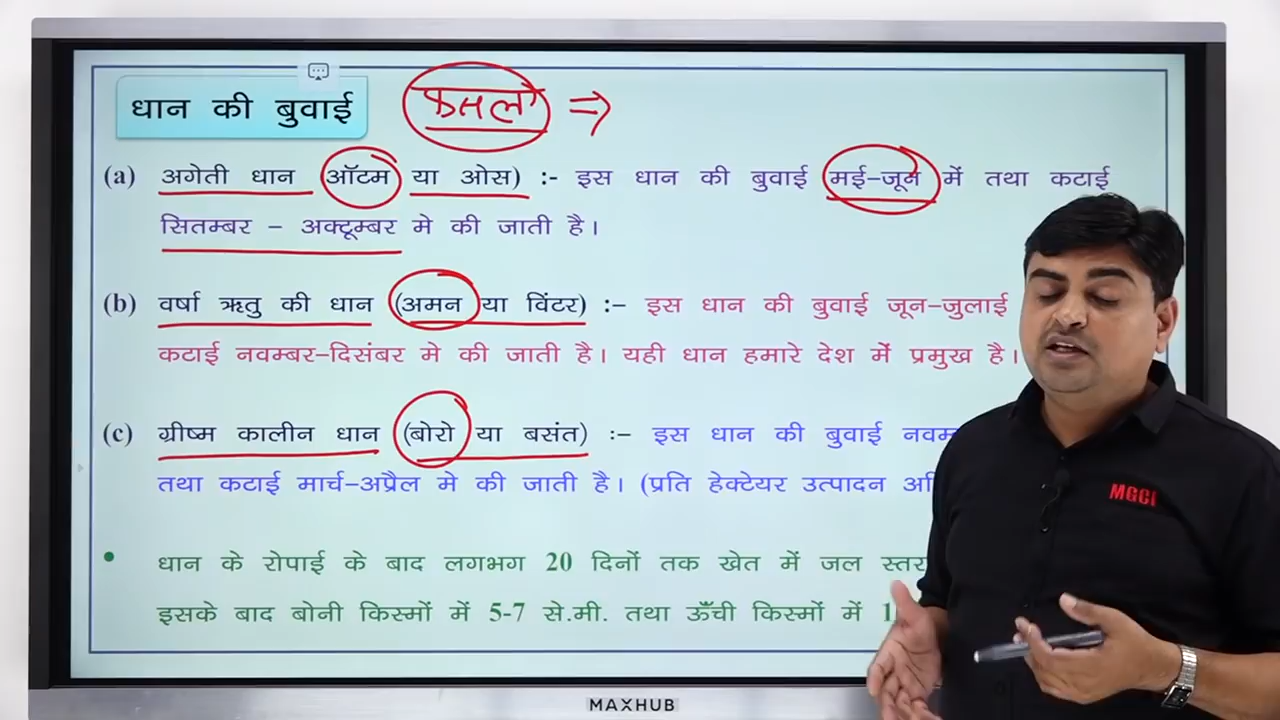 धान की बुवाई फसलो ⇒
(a) अगेती धान ऑटम या ओस) :- इस धान की बुवाई मई–जून में तथा कटाई
सितम्बर – अक्टूम्बर मे की जाती है।
(b) वर्षा ऋतु की धान (अमन या विंटर) :- इस धान की बुवाई जून–जुलाई
कटाई नवम्बर–दिसंबर मे की जाती है। यही धान हमारे देश में प्रमुख है।
(c) ग्रीष्म कालीन धान (बोरो या बसंत) :– इस धान की बुवाई
तथा कटाई मार्च–अप्रैल मे की जाती है। (प्रति हेक्टेयर उत्पादन
• धान के रोपाई के बाद लगभग 20 दिनों तक खेत में जल स्तर
इसके बाद बोनी किस्मों में 5-7 से.मी. तथा ऊँची किस्मों में
MGCI
MAXHUB